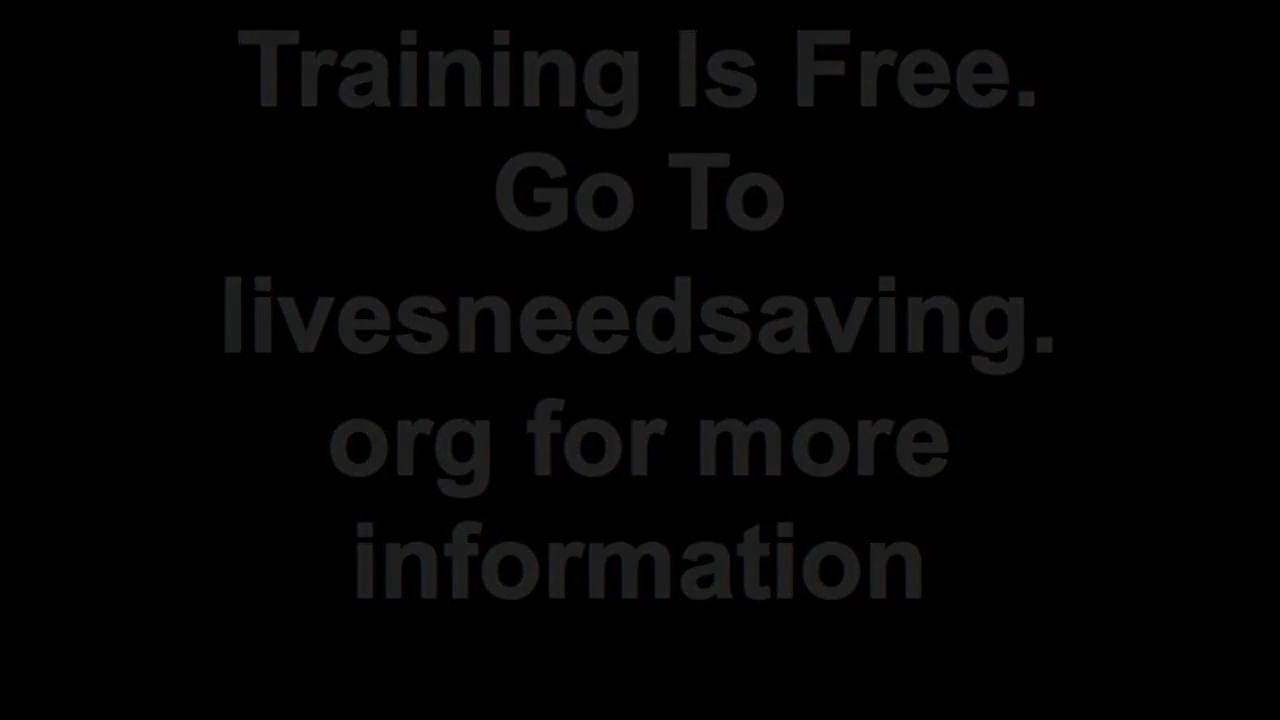 Training Is Free.
Go To
livesneedsaving.
org for more
information